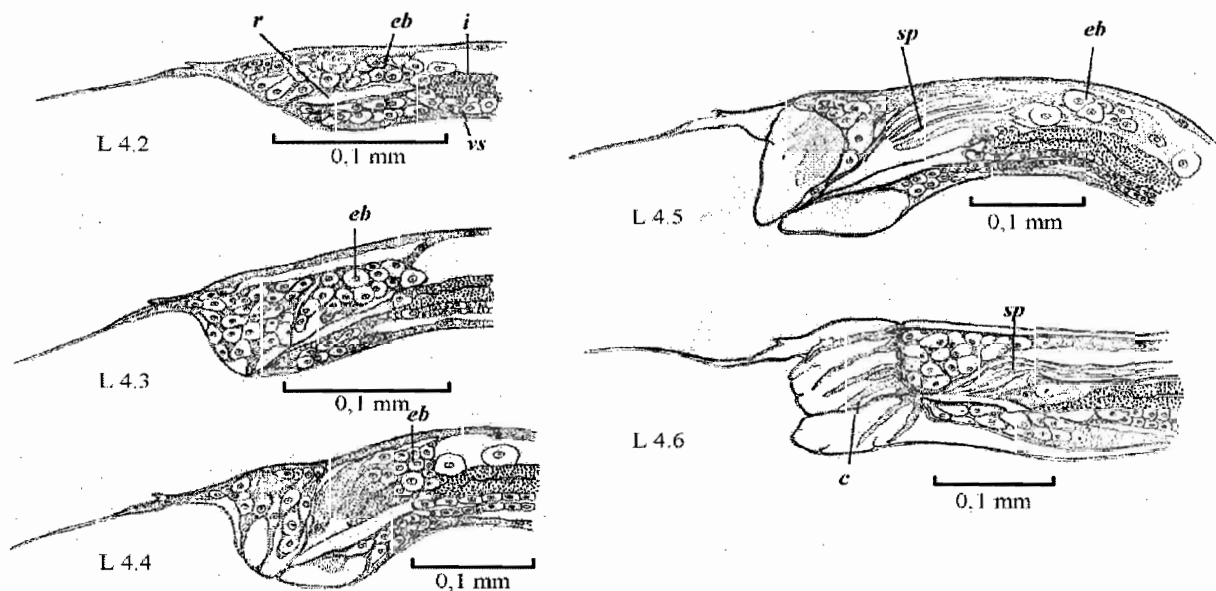 r eb i
L 4.2
0,1 mm
vs
eb
L 4.3
0,1 mm
eb
L 4.4
0,1 mm
sp eb
L 4.5
0,1 mm
sp
L 4.6
c
0,1 mm